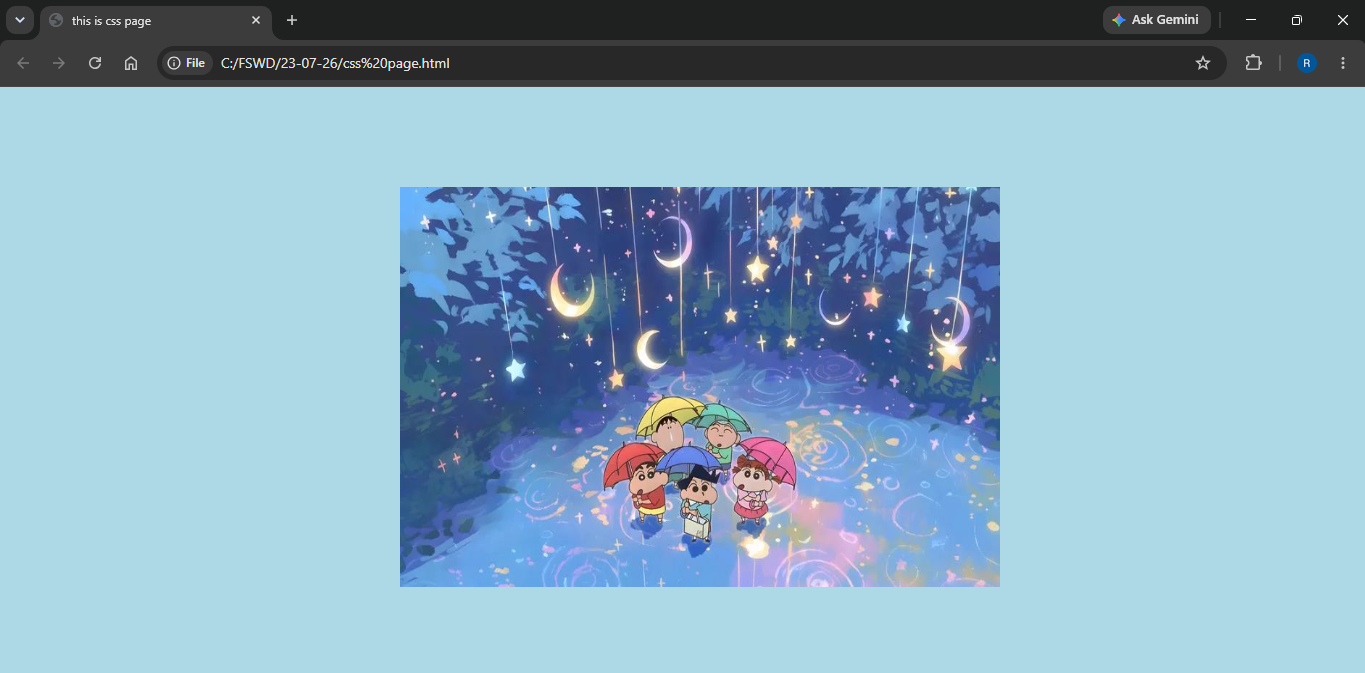 this is css page
Ask Gemini
File
C:/FSWD/23-07-26/css%20page.html
R